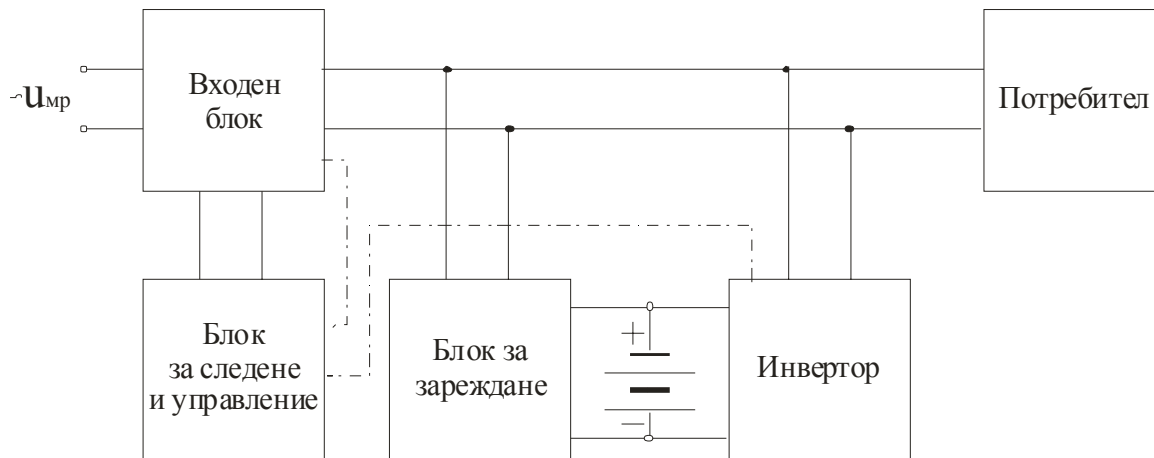 ~uмр
Входен
блок
Потребител
Блок
за следене
и управление
Блок за
зареждане
+
−
Инвертор